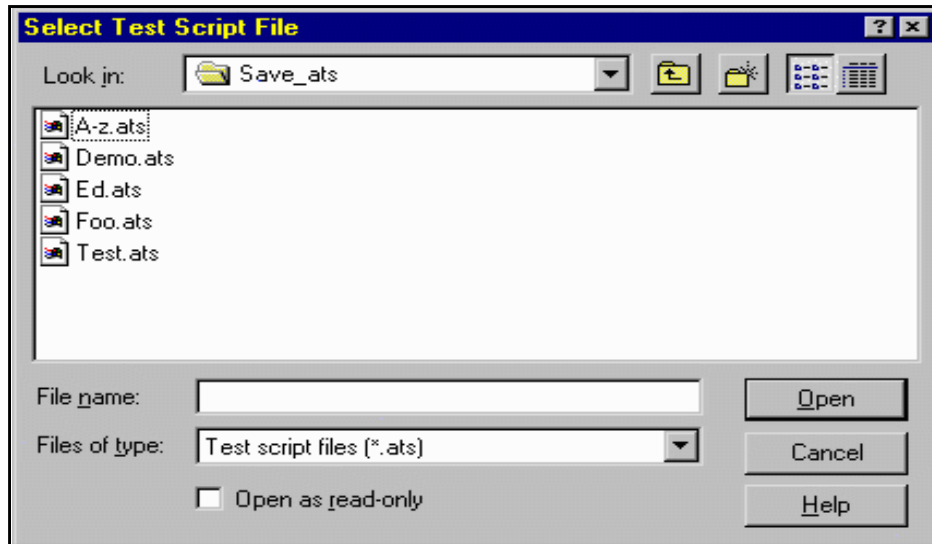 Select Test Script File
Look in: Save_ats
A-z.ats
Demo.ats
Ed.ats
Foo.ats
Test.ats
File name: Open
Files of type: Test script files (*.ats) Cancel
Open as read-only Help